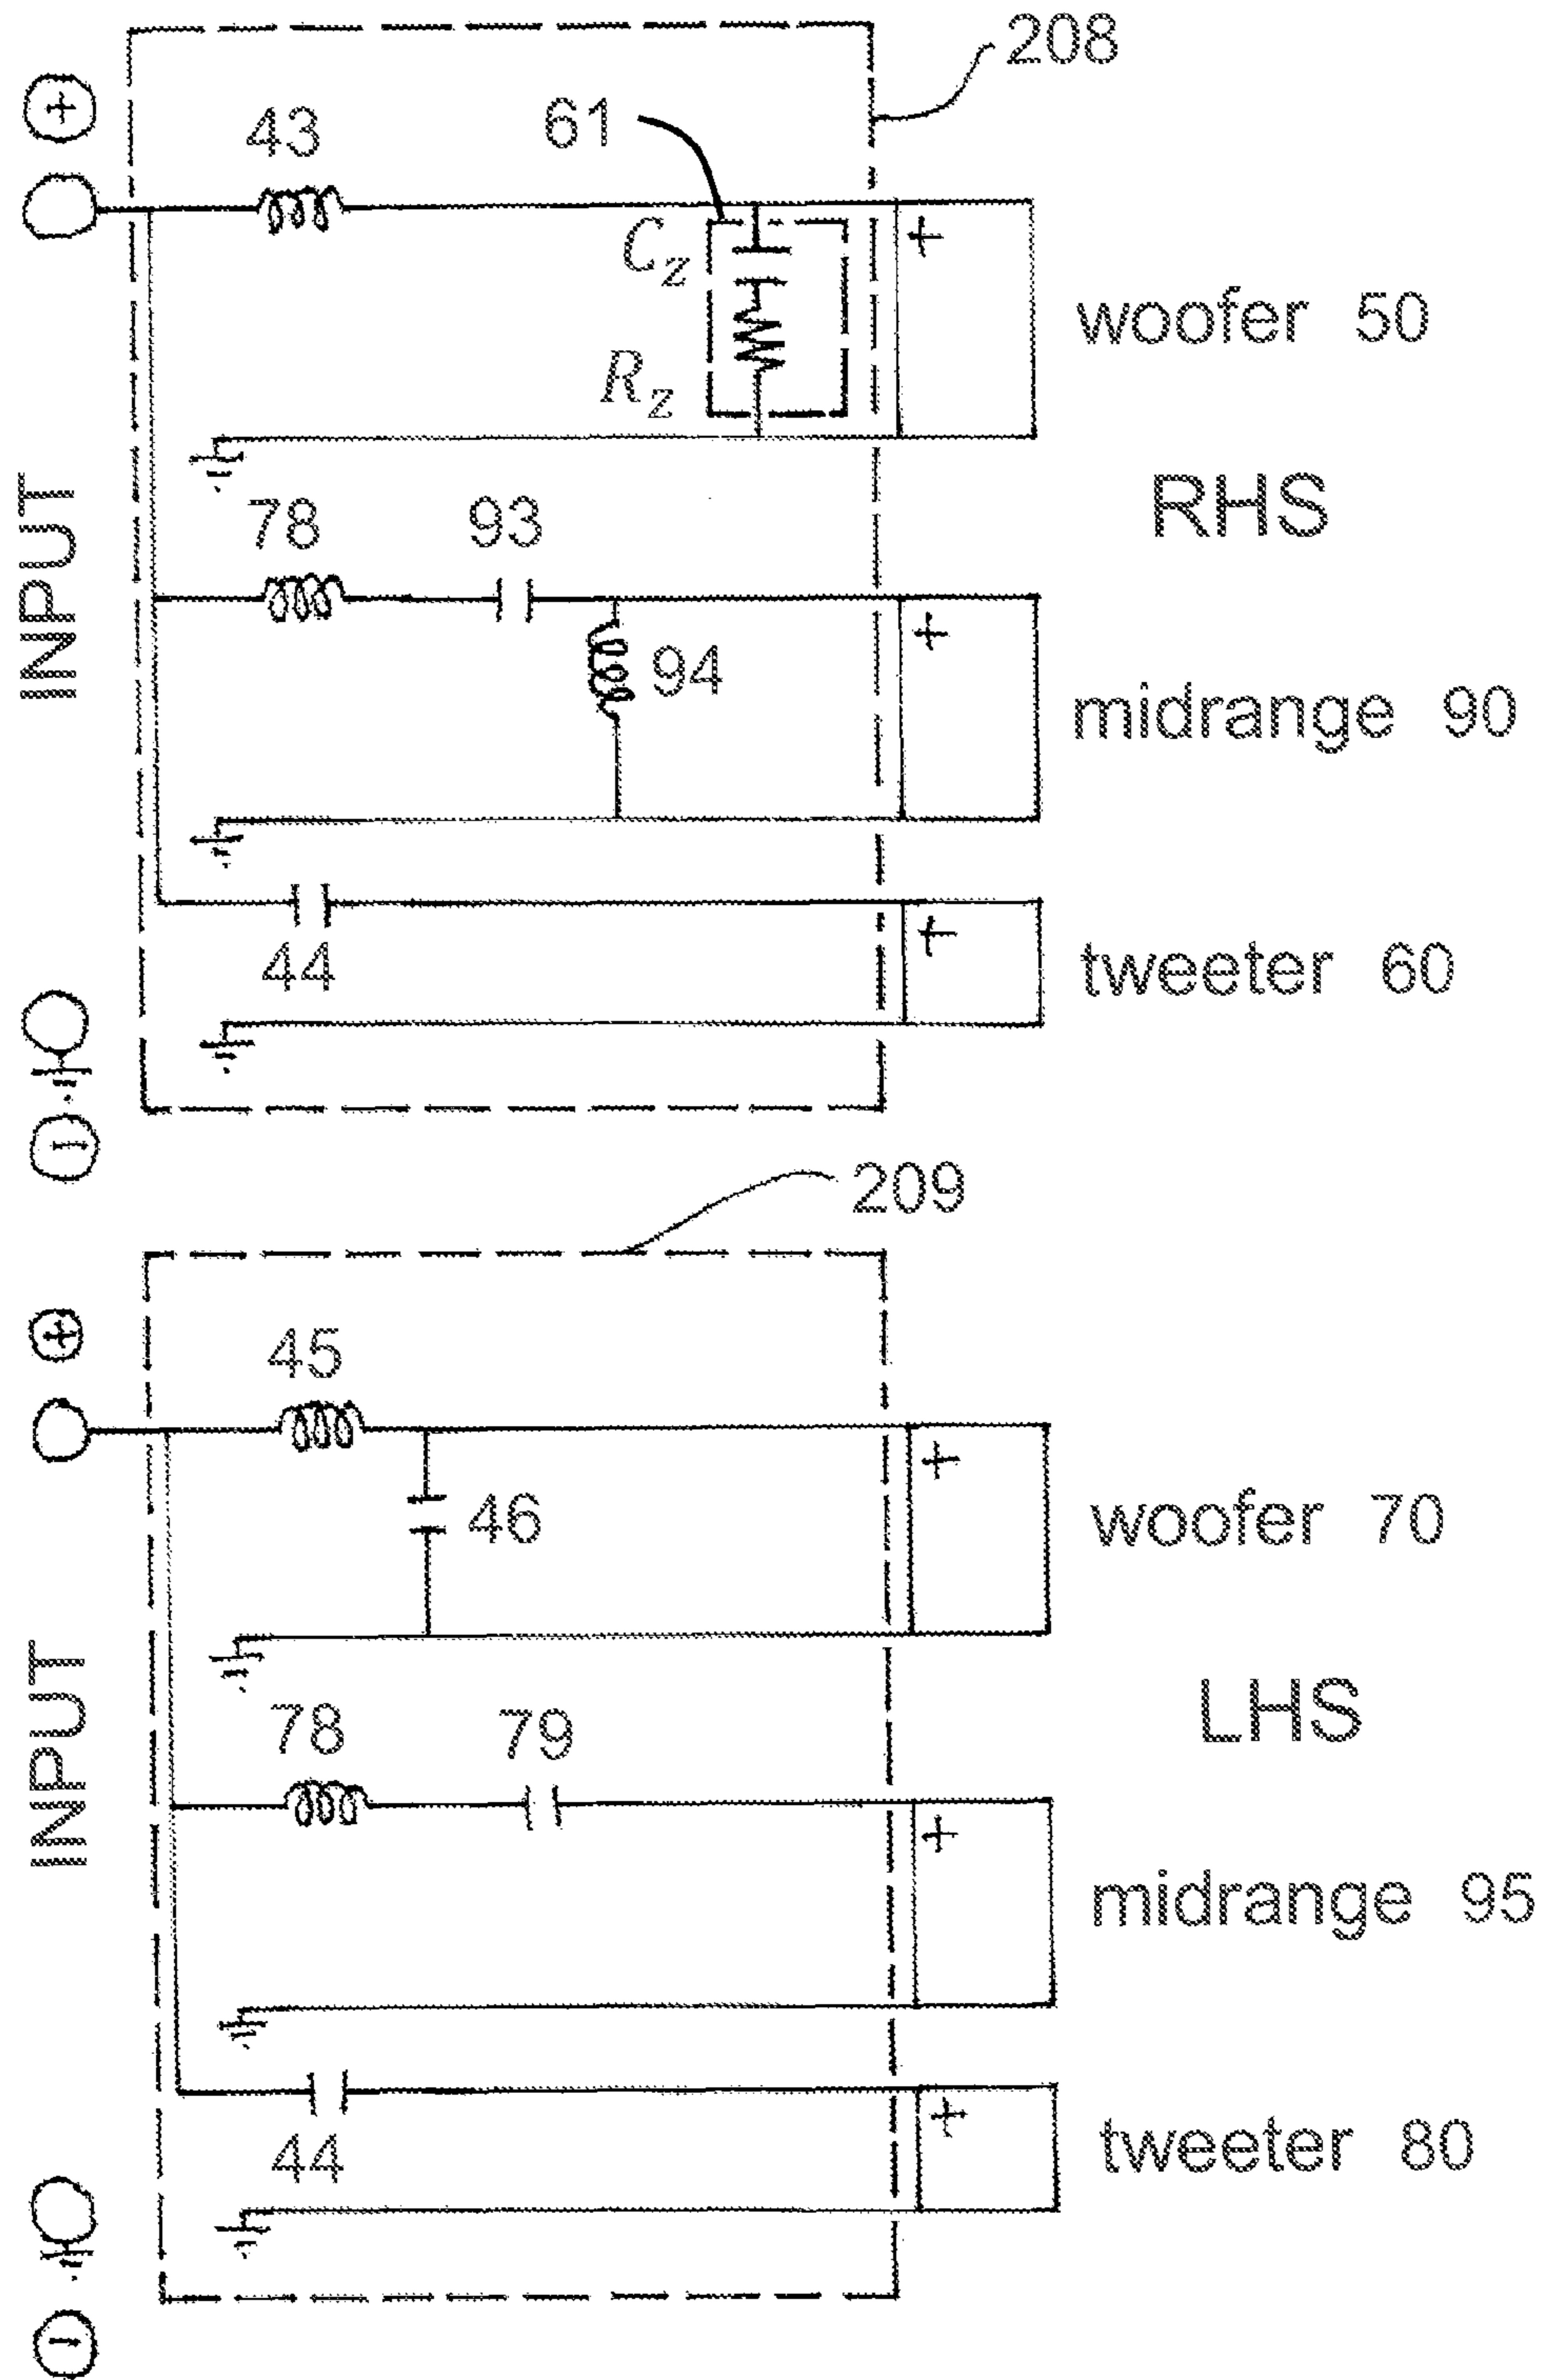 208
61
43
+
C_z
+
woofer 50
R_z
INPUT
RHS
78
93
+
94
midrange 90
44
+
tweeter 60
209
+
45
+
46
woofer 70
INPUT
LHS
78
79
+
midrange 95
44
+
tweeter 80